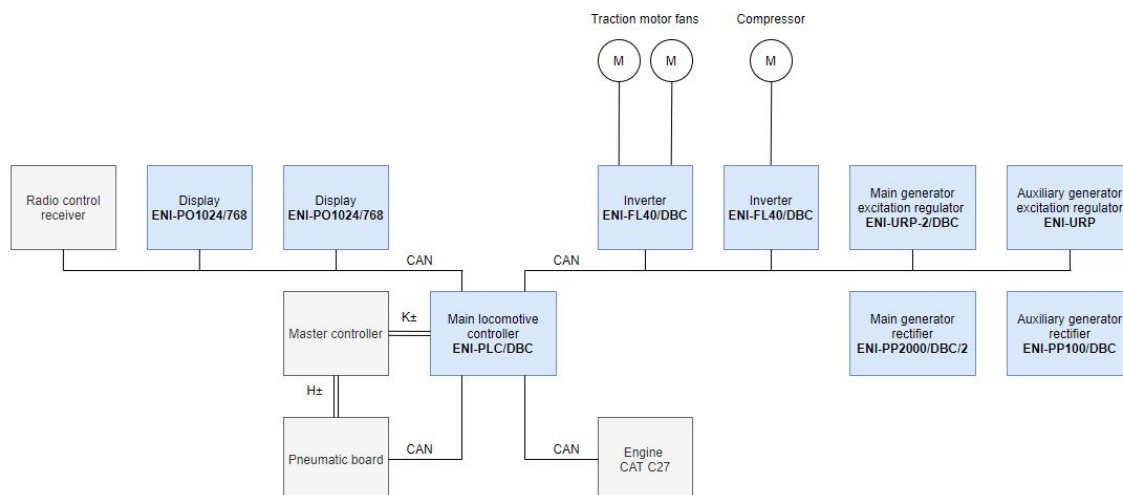 Traction motor fans
Compressor
M
M
M
Radio control
receiver
Display
ENI-PO1024/768
Display
ENI-PO1024/768
Inverter
ENI-FL40/DBC
Inverter
ENI-FL40/DBC
Main generator
excitation regulator
ENI-URP-2/DBC
Auxiliary generator
excitation regulator
ENI-URP
CAN
CAN
Master controller
K±
Main locomotive
controller
ENI-PLC/DBC
Main generator
rectifier
ENI-PP2000/DBC/2
Auxiliary generator
rectifier
ENI-PP100/DBC
H±
Pneumatic board
CAN
CAN
Engine
CAT C27